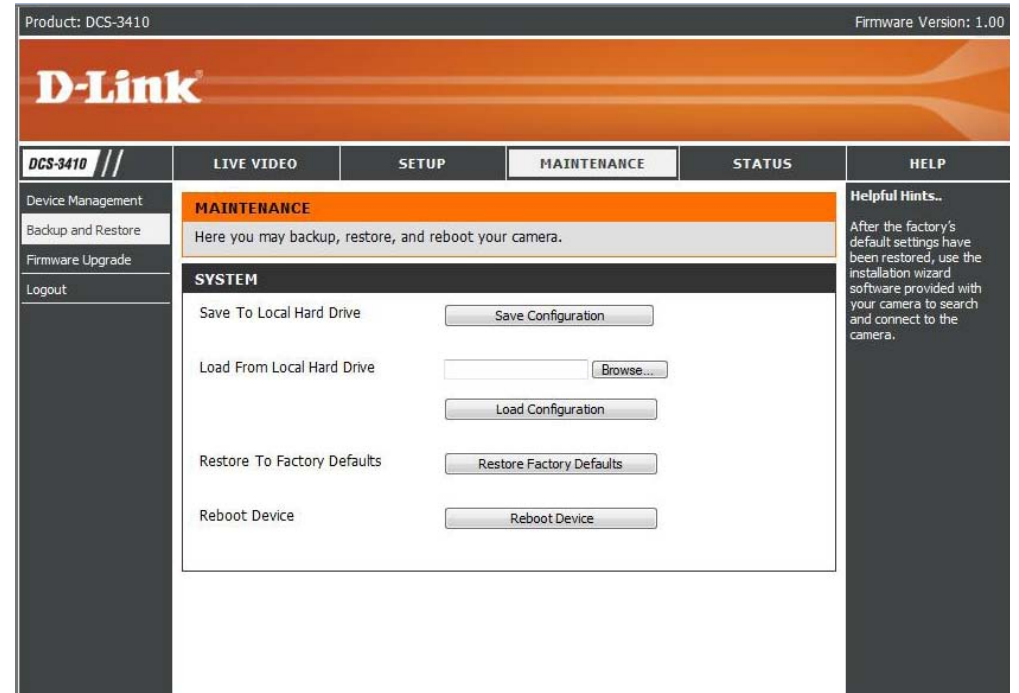 Product: DCS-3410
Firmware Version: 1.00
D-Link
DCS-3410
LIVE VIDEO
SETUP
MAINTENANCE
STATUS
HELP
Device Management
Backup and Restore
Firmware Upgrade
Logout
MAINTENANCE
Here you may backup, restore, and reboot your camera.
SYSTEM
Save To Local Hard Drive
Save Configuration
Load From Local Hard Drive
Browse...
Load Configuration
Restore To Factory Defaults
Restore Factory Defaults
Reboot Device
Reboot Device
Helpful Hints..
After the factory's
default settings have
been restored, use the
installation wizard
software provided with
your camera to search
and connect to the
camera.